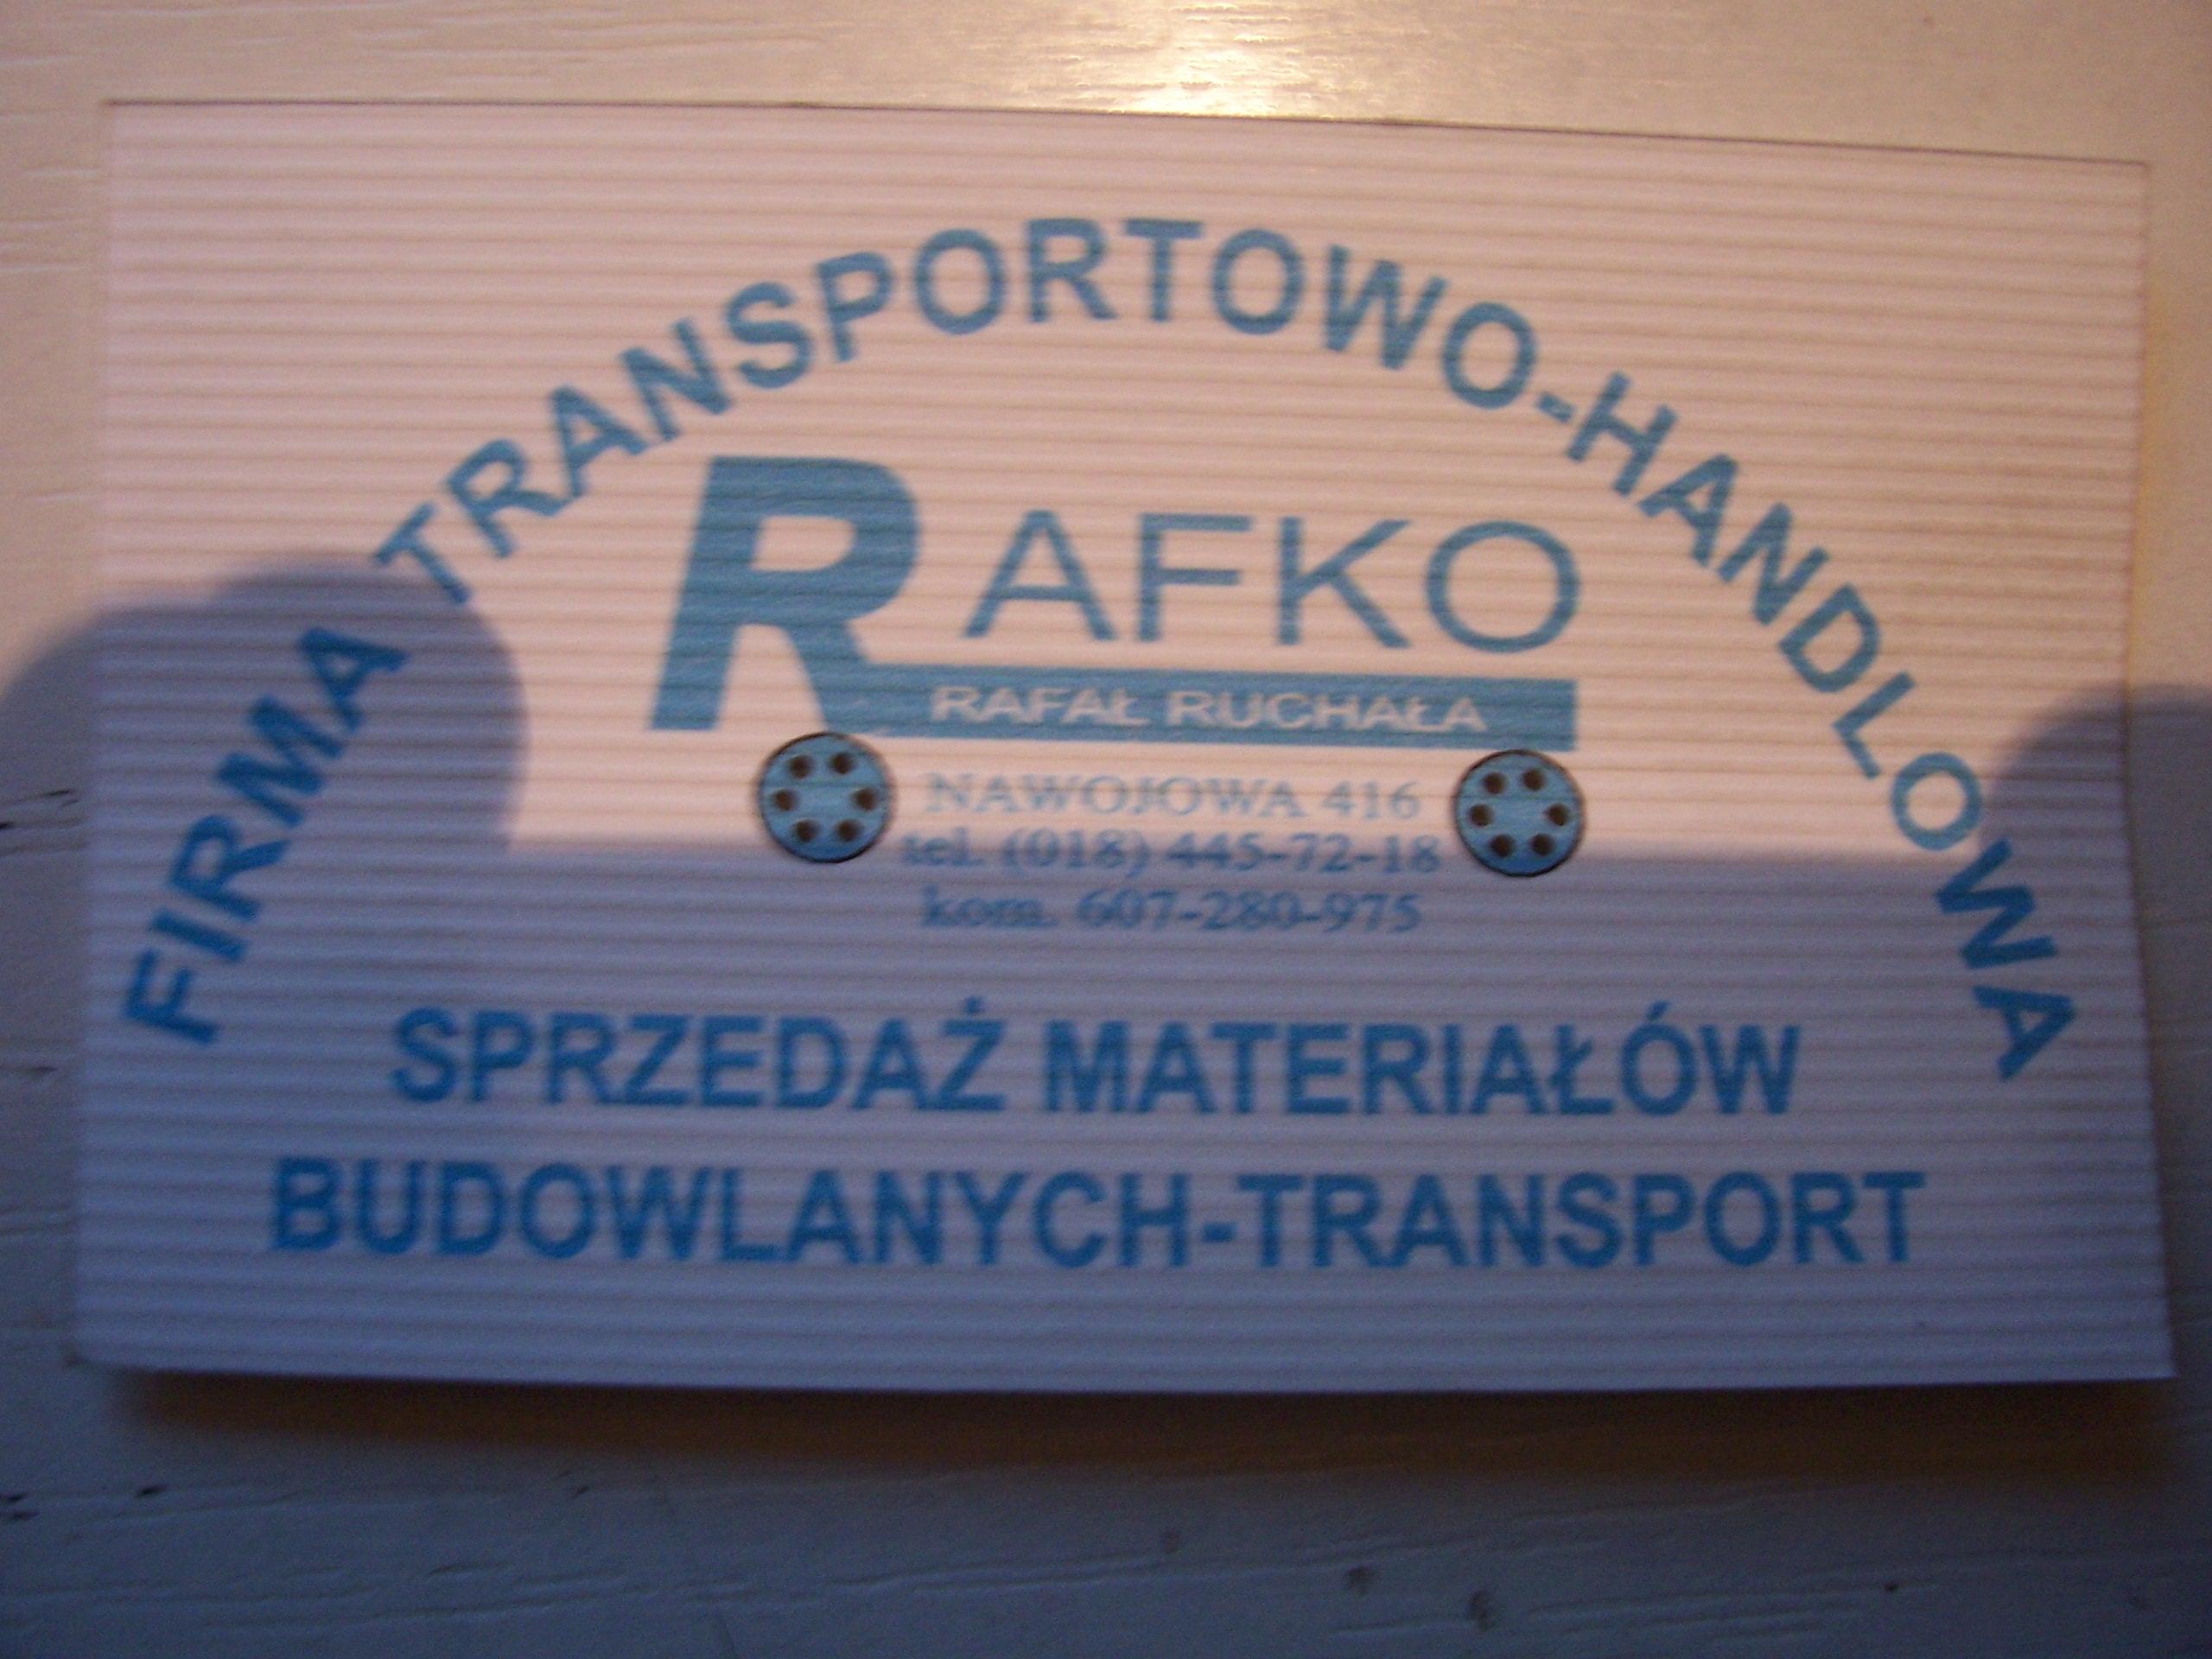 FIRMA TRANSPORTOWO-HANDLOWA
RAFKO
RAFAŁ RUCHAŁA
NAWOJOWA 416
tel. (018) 445-72-18
kom. 607-280-975
SPRZEDAŻ MATERIAŁÓW
BUDOWLANYCH-TRANSPORT